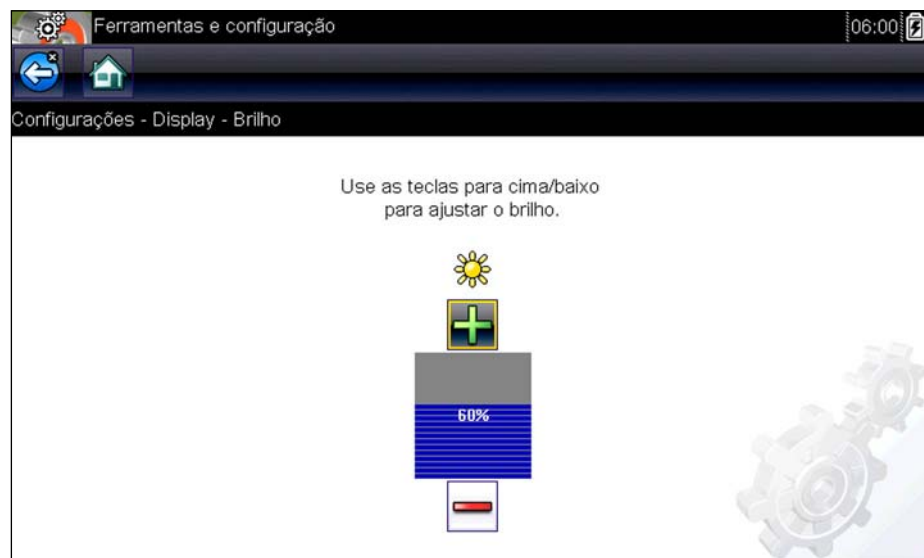 Ferramentas e configuração
06:00
Configurações - Display - Brilho
Use as teclas para cima/baixo
para ajustar o brilho.
60%